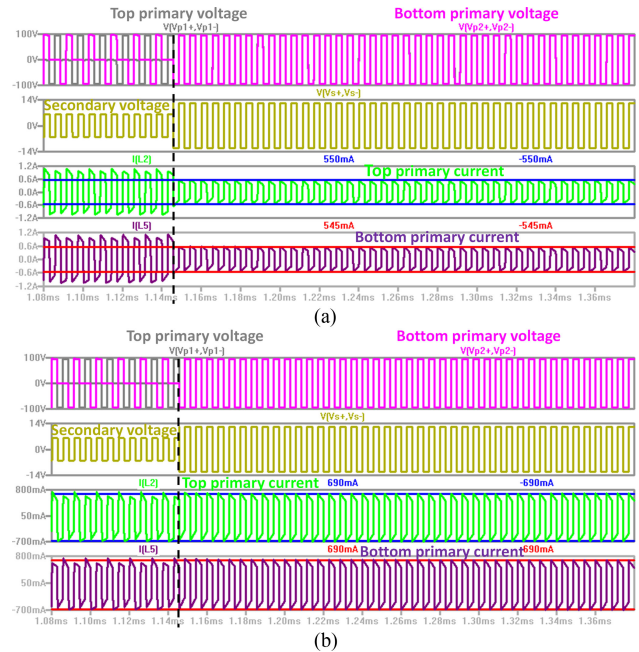 Top primary voltage Bottom primary voltage
(a)
V(Vp1+,Vp1-) V(Vp2+,Vp2-)
100V
0V
-100V
V(Vs+,Vs-)
14V
Secondary voltage
0V
-14V
I(L2) 550mA -550mA
1.2A
Top primary current
0.6A
0.0A
-0.6A
-1.2A
I(L5) 545mA -545mA
1.2A
Bottom primary current
0.6A
0.0A
-0.6A
-1.2A
1.08ms 1.10ms 1.12ms 1.14ms 1.16ms 1.18ms 1.20ms 1.22ms 1.24ms 1.26ms 1.28ms 1.30ms 1.32ms 1.34ms 1.36ms
(a)
Top primary voltage Bottom primary voltage
V(Vp1+,Vp1-) V(Vp2+,Vp2-)
100V
0V
-100V
V(Vs+,Vs-)
14V
Secondary voltage
0V
-14V
I(L2) Top primary current 690mA -690mA
800mA
50mA
-700mA
I(L5) 690mA -690mA
800mA
Bottom primary current
50mA
-700mA
1.08ms 1.10ms 1.12ms 1.14ms 1.16ms 1.18ms 1.20ms 1.22ms 1.24ms 1.26ms 1.28ms 1.30ms 1.32ms 1.34ms 1.36ms
(b)